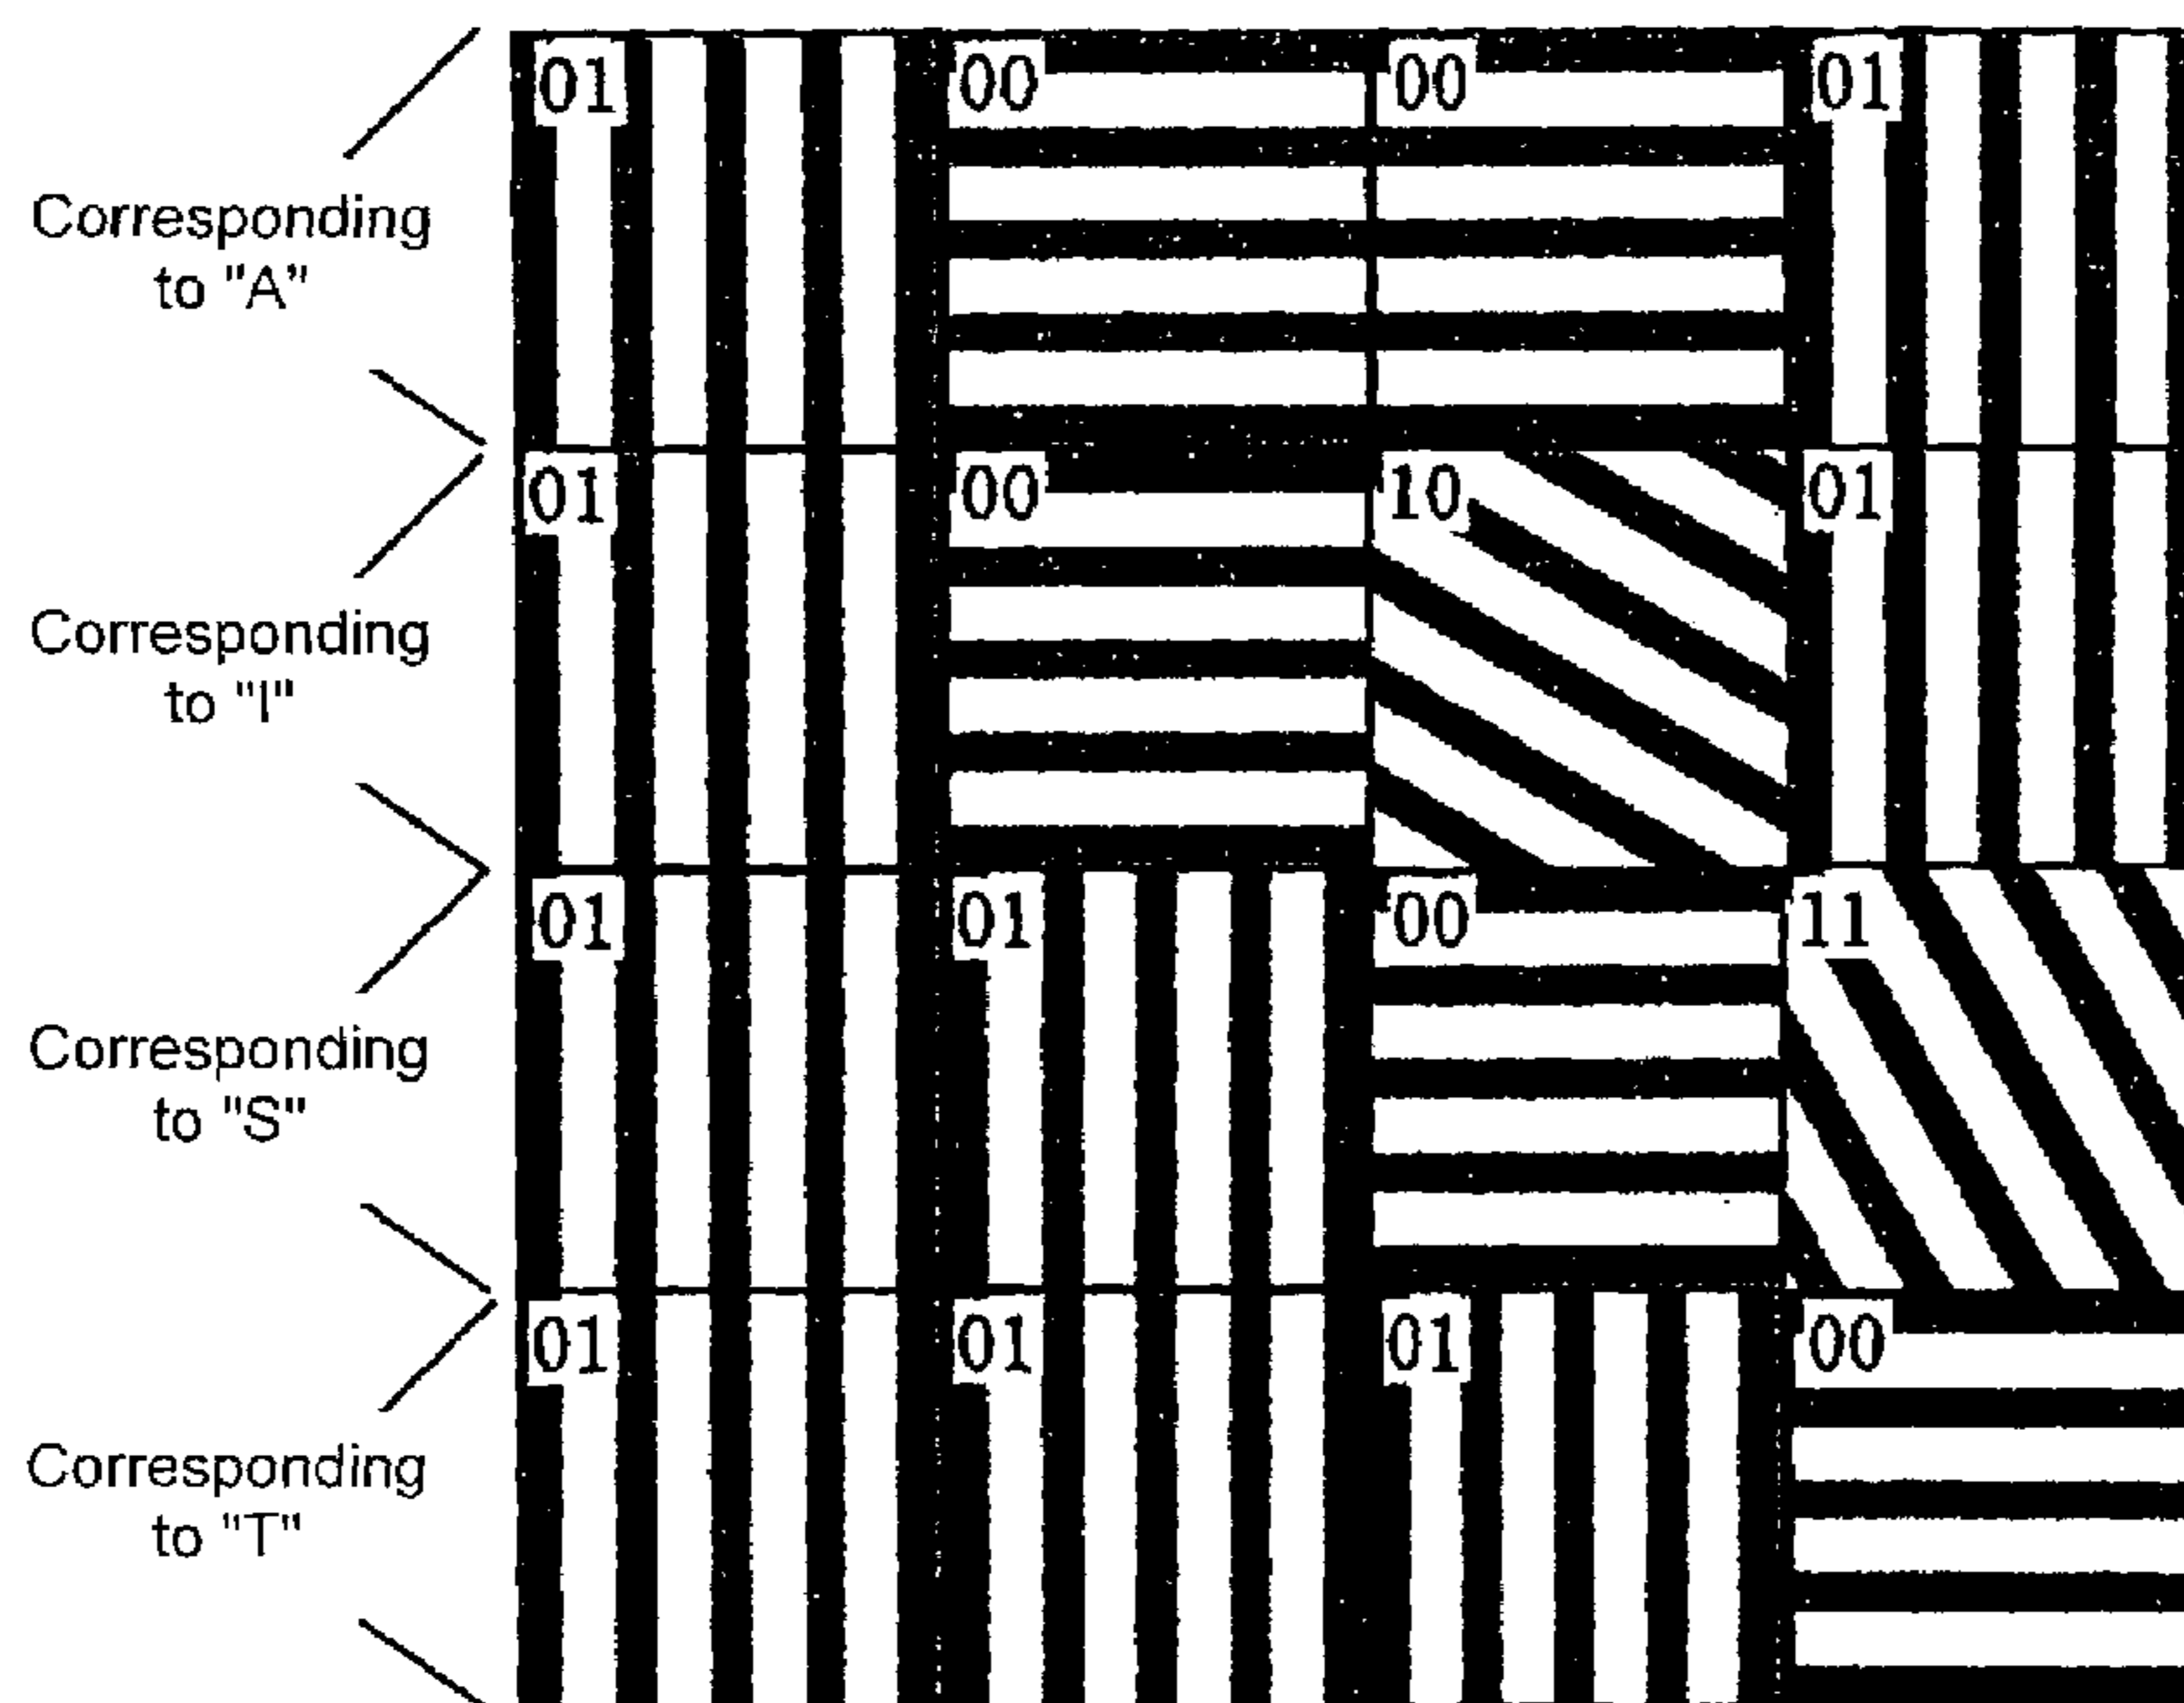 01 00 00 01
Corresponding
to "A"
01 00 10 01
Corresponding
to "I"
01 01 00 11
Corresponding
to "S"
01 01 01 00
Corresponding
to "T"